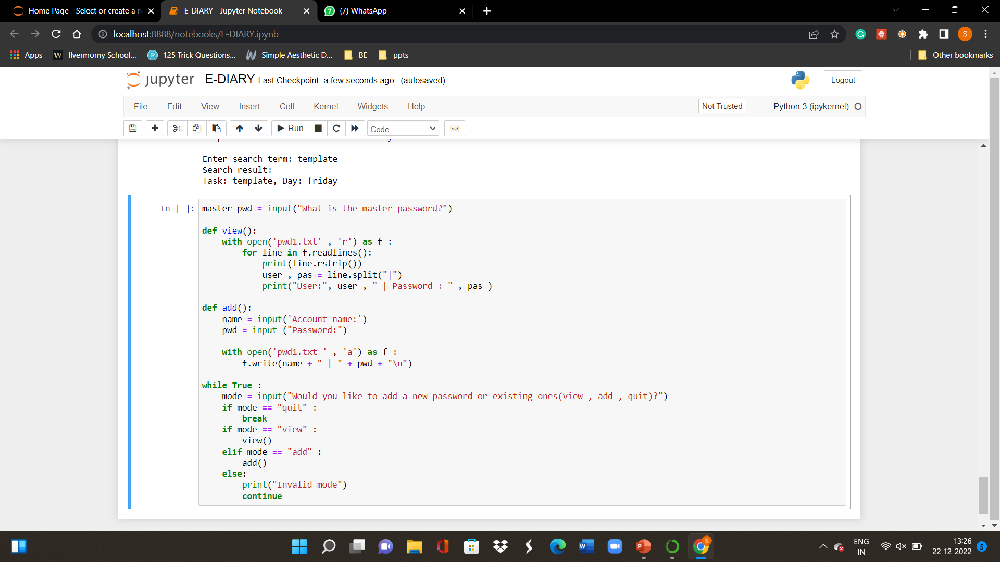 Home Page - Select or create a n
E-DIARY - Jupyter Notebook
(7) WhatsApp
localhost:8888/notebooks/E-DIARY.ipynb
Apps
Ilvermorny School...
125 Trick Questions...
Simple Aesthetic D...
BE
ppts
Other bookmarks
jupyter E-DIARY Last Checkpoint: a few seconds ago (autosaved)
Logout
File Edit View Insert Cell Kernel Widgets Help
Not Trusted
Python 3 (ipykernel)
Run
Code
Enter search term: template
Search result:
Task: template, Day: friday
In [ ]: master_pwd = input("What is the master password?")
def view():
    with open('pwd1.txt' , 'r') as f :
        for line in f.readlines():
            print(line.rstrip())
            user , pas = line.split("|")
            print("User:", user , " | Password : " , pas )
def add():
    name = input('Account name:')
    pwd = input ("Password:")
    with open('pwd1.txt ' , 'a') as f :
        f.write(name + " | " + pwd + "\n")
while True :
    mode = input("Would you like to add a new password or existing ones(view , add , quit)?")
    if mode == "quit" :
        break
    if mode == "view" :
        view()
    elif mode == "add" :
        add()
    else:
        print("Invalid mode")
        continue
ENG
IN
13:26
22-12-2022
5